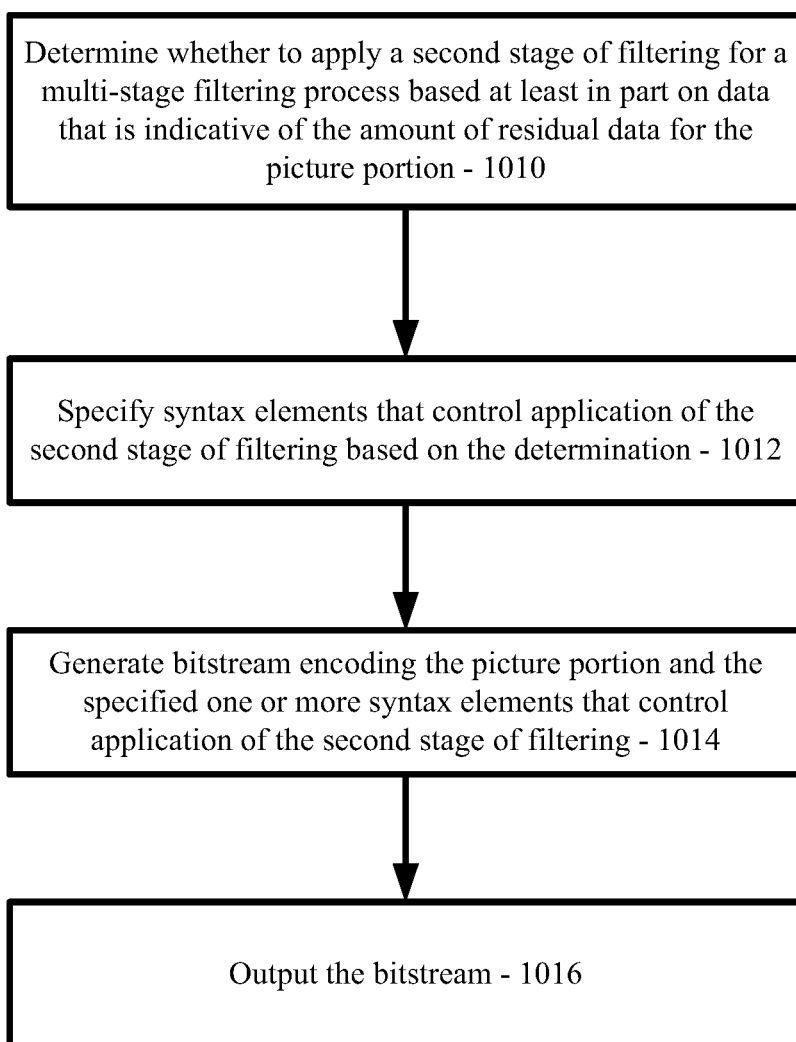 Determine whether to apply a second stage of filtering for a
multi-stage filtering process based at least in part on data
that is indicative of the amount of residual data for the
picture portion - 1010
Specify syntax elements that control application of the
second stage of filtering based on the determination - 1012
Generate bitstream encoding the picture portion and the
specified one or more syntax elements that control
application of the second stage of filtering - 1014
Output the bitstream - 1016